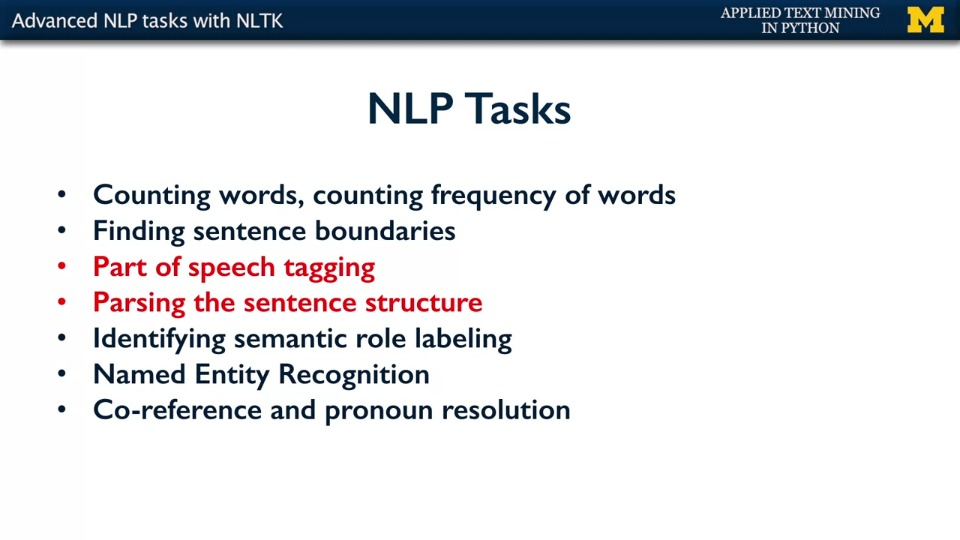 Advanced NLP tasks with NLTK
APPLIED TEXT MINING
IN PYTHON
M
NLP Tasks
• Counting words, counting frequency of words
• Finding sentence boundaries
• Part of speech tagging
• Parsing the sentence structure
• Identifying semantic role labeling
• Named Entity Recognition
• Co-reference and pronoun resolution